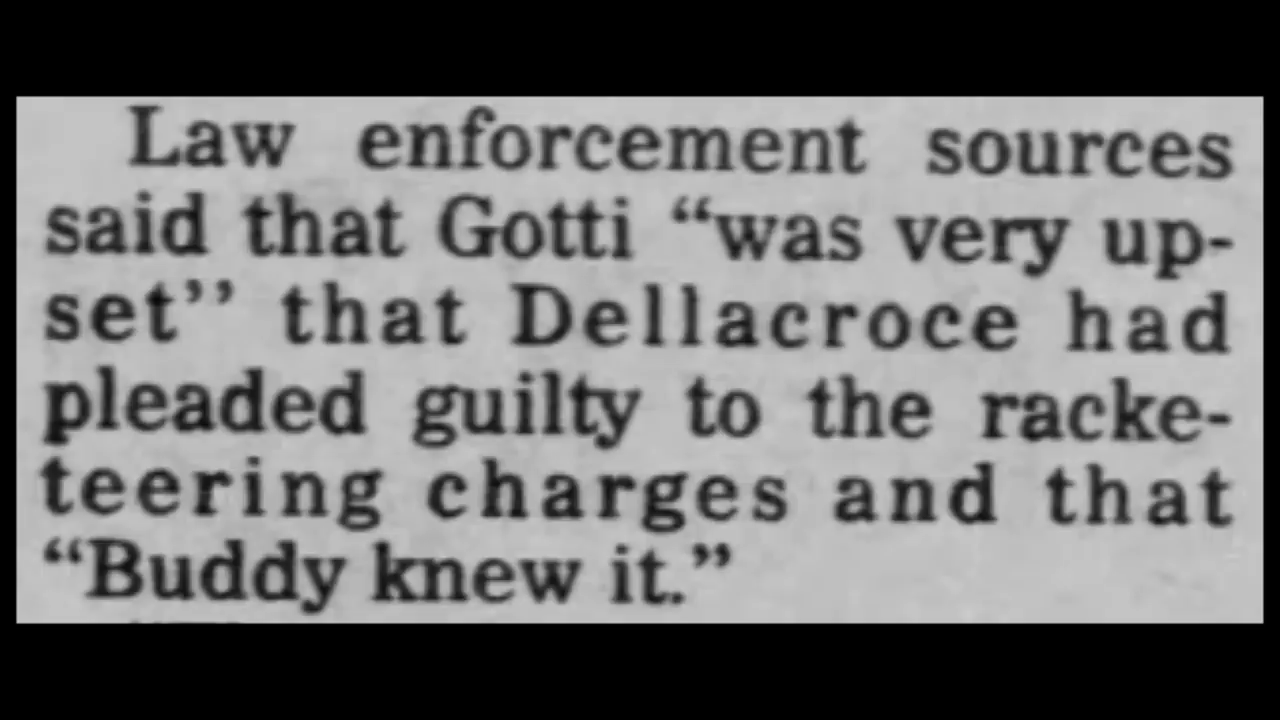 Law enforcement sources
said that Gotti “was very up-
set’’ that Dellacroce had
pleaded guilty to the racke-
teering charges and that
“Buddy knew it.”